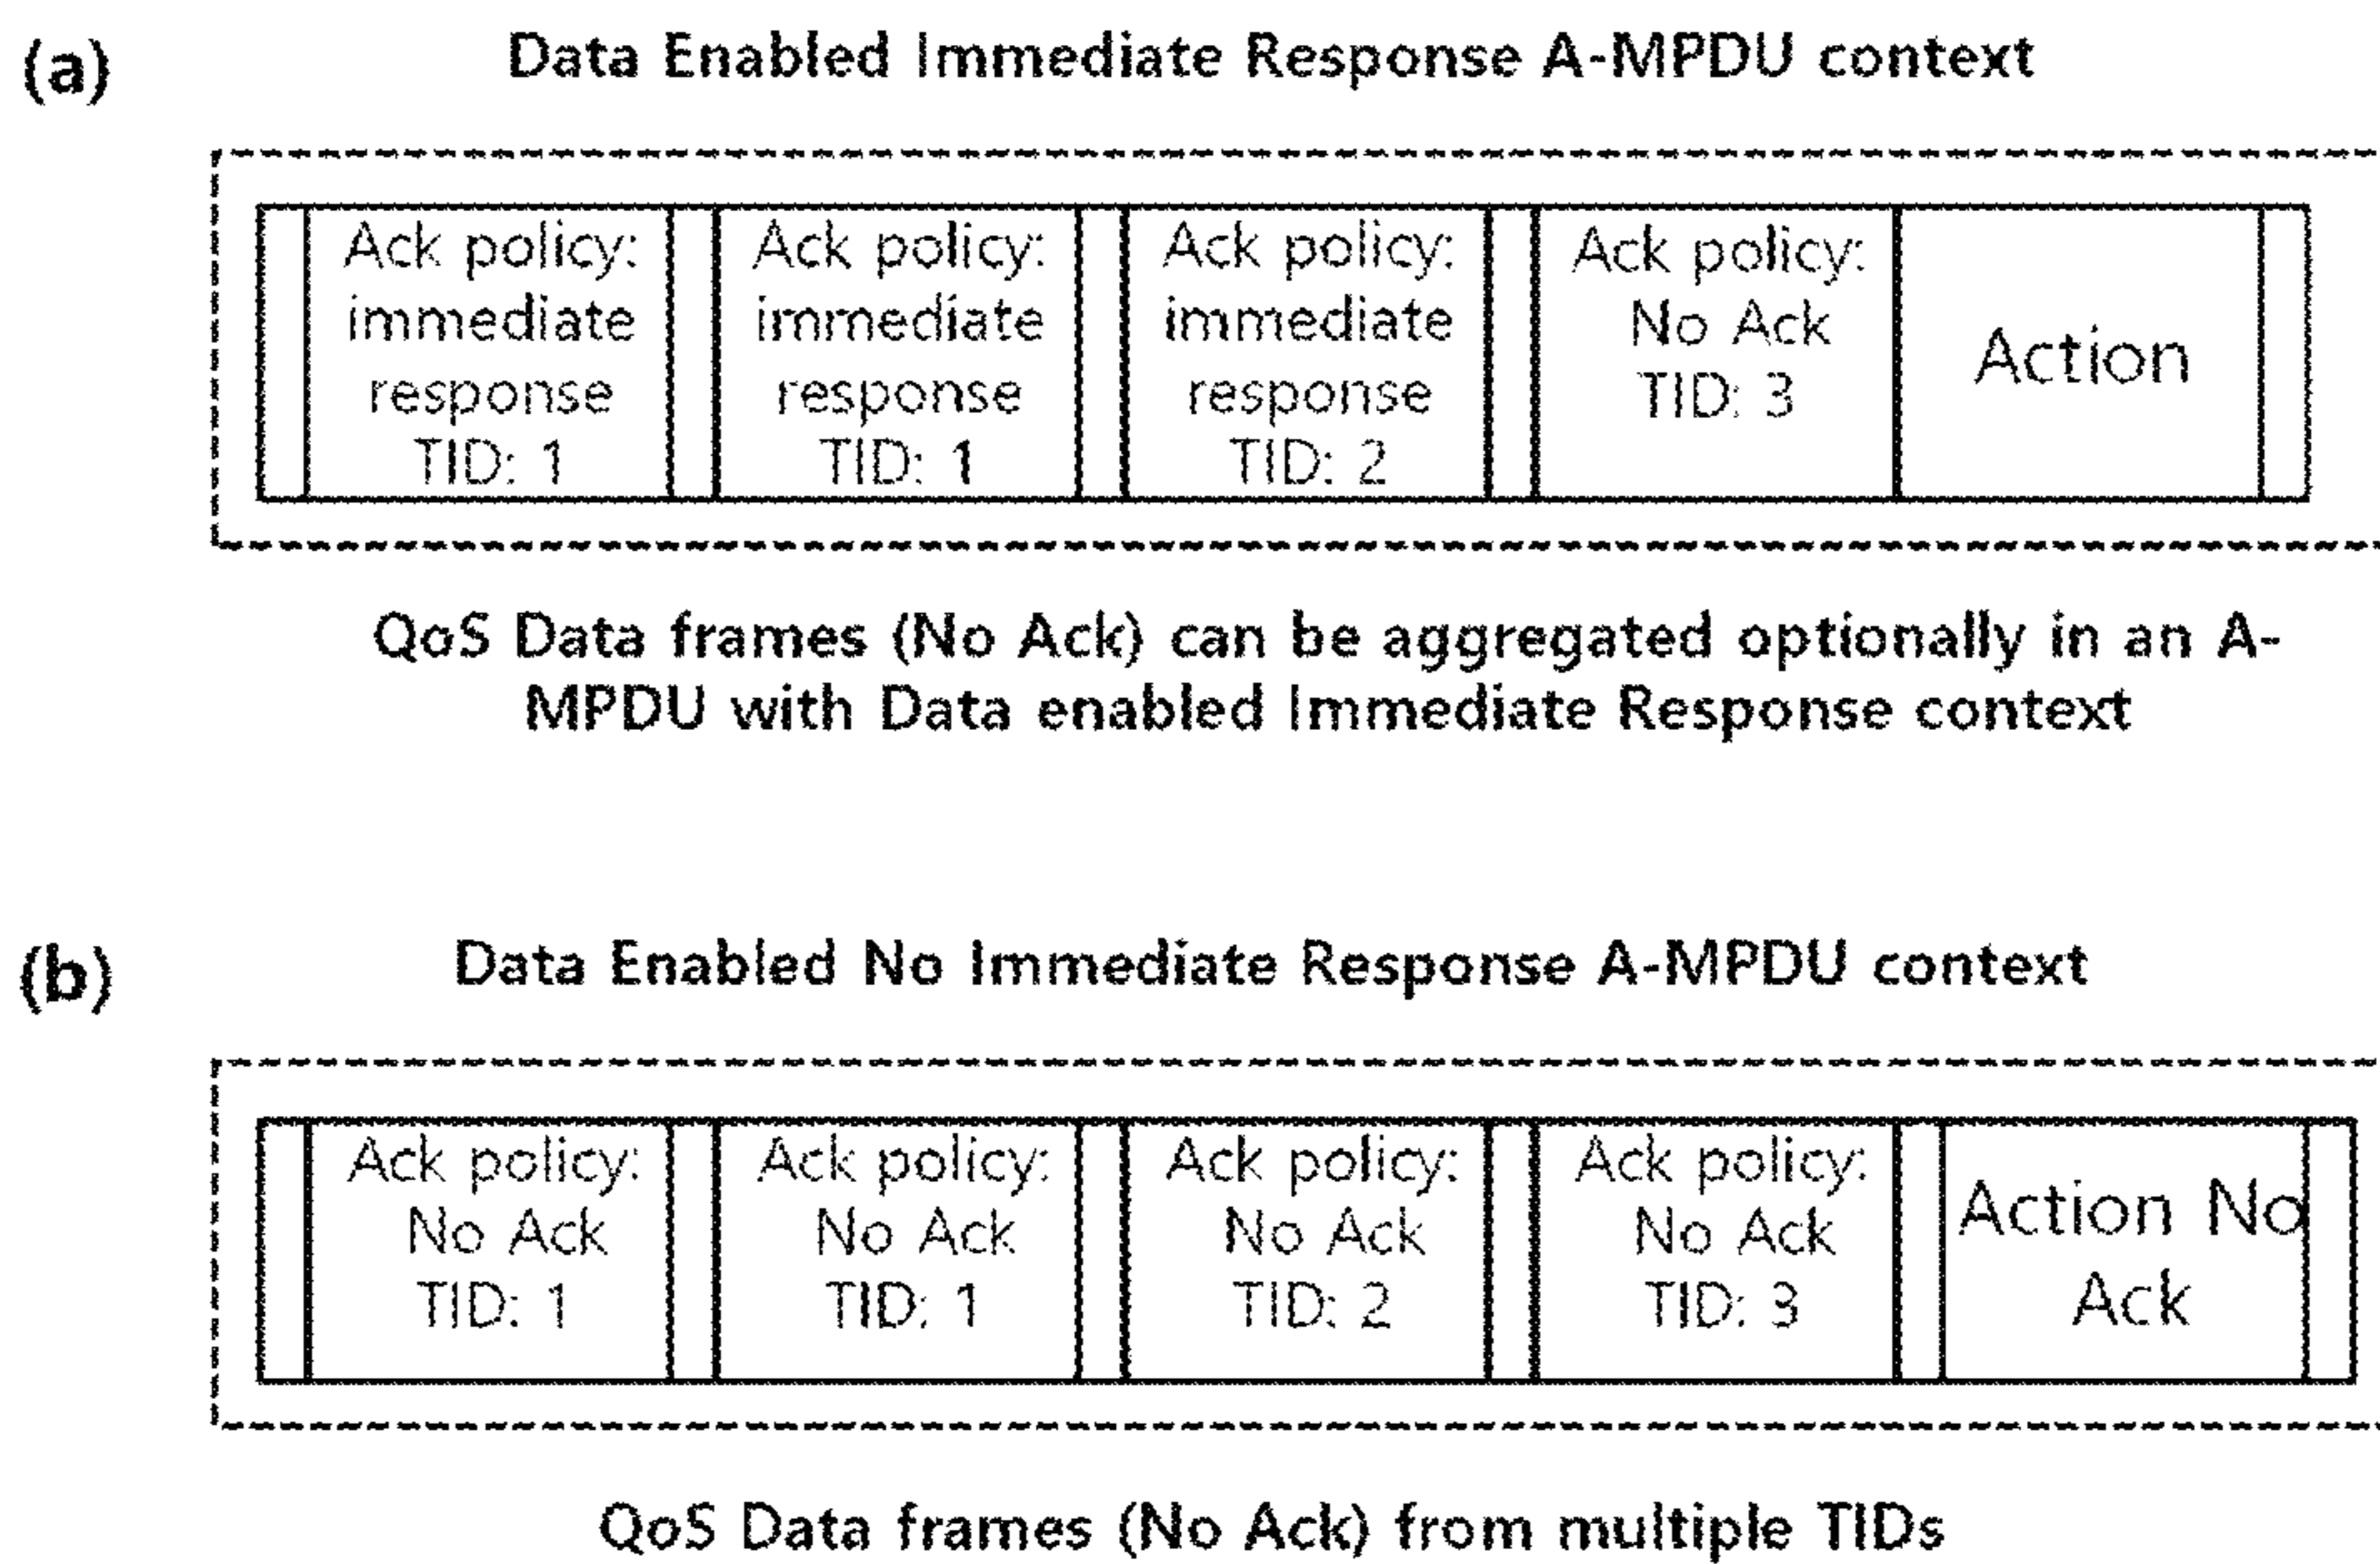 (a)
Data Enabled Immediate Response A-MPDU context
Ack policy:
immediate
response
TID: 1
Ack policy:
immediate
response
TID: 1
Ack policy:
immediate
response
TID: 2
Ack policy:
No Ack
TID: 3
Action
QoS Data frames (No Ack) can be aggregated optionally in an A-
MPDU with Data enabled Immediate Response context
(b)
Data Enabled No Immediate Response A-MPDU context
Ack policy:
No Ack
TID: 1
Ack policy:
No Ack
TID: 1
Ack policy:
No Ack
TID: 2
Ack policy:
No Ack
TID: 3
Action No
Ack
QoS Data frames (No Ack) from multiple TIDs